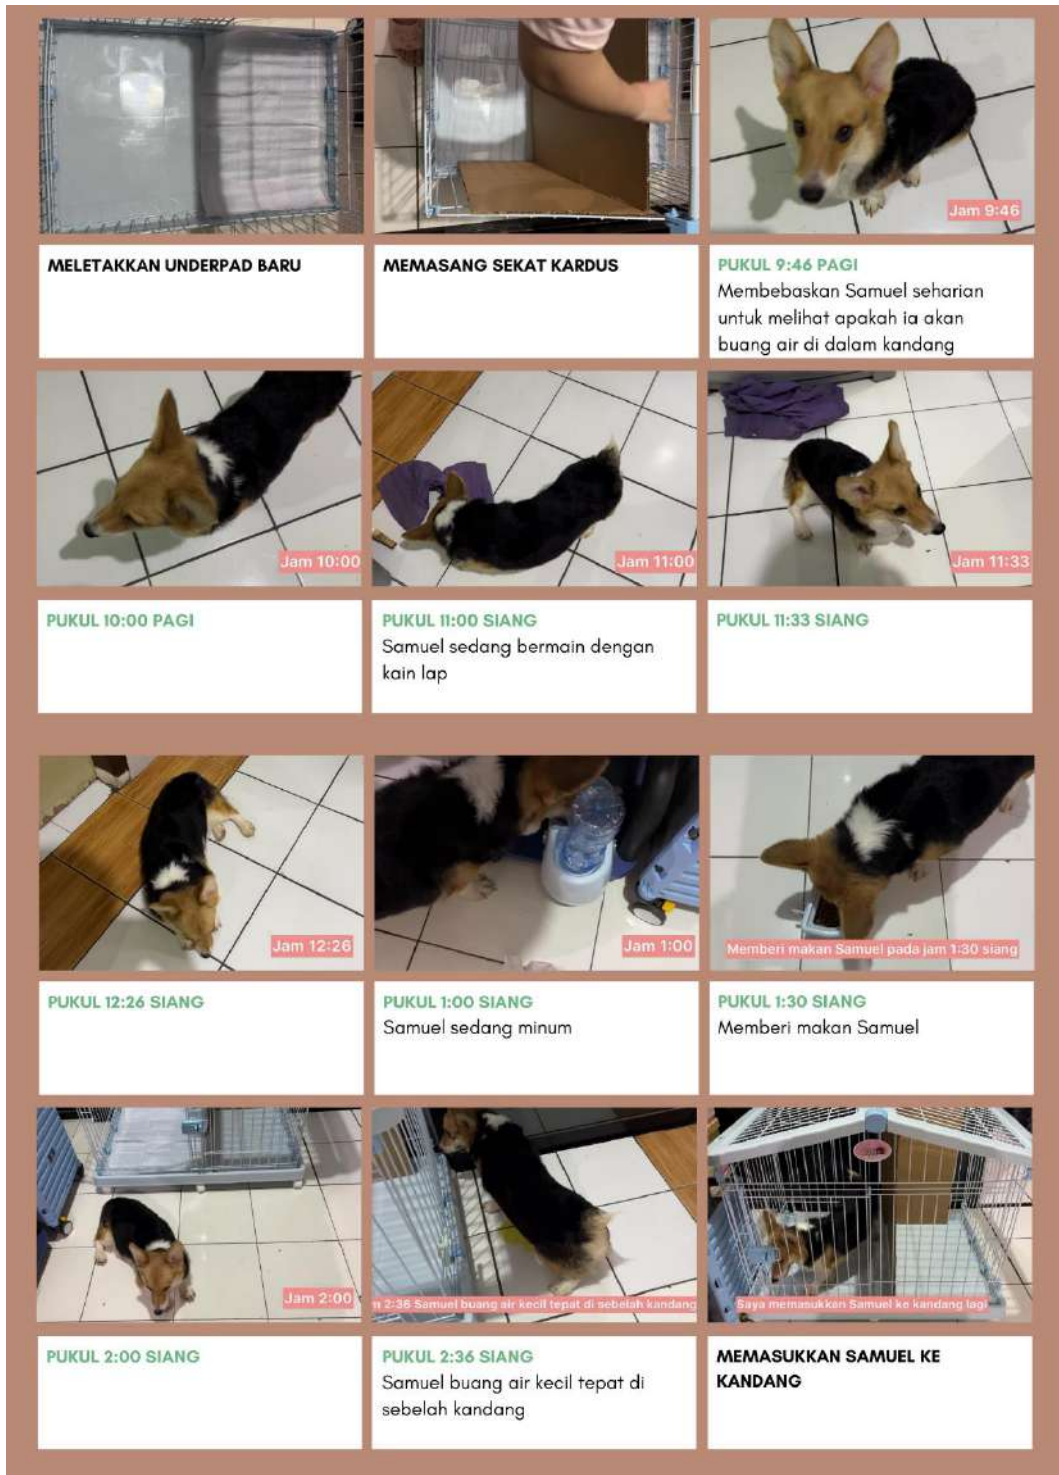 Jam 9:46
MELETAKKAN UNDERPAD BARU
MEMASANG SEKAT KARDUS
PUKUL 9:46 PAGI
Membebaskan Samuel seharian
untuk melihat apakah ia akan
buang air di dalam kandang
Jam 10:00
Jam 11:00
Jam 11:33
PUKUL 10:00 PAGI
PUKUL 11:00 SIANG
Samuel sedang bermain dengan
kain lap
PUKUL 11:33 SIANG
Jam 12:26
Jam 1:00
Memberi makan Samuel pada jam 1:30 siang
PUKUL 12:26 SIANG
PUKUL 1:00 SIANG
Samuel sedang minum
PUKUL 1:30 SIANG
Memberi makan Samuel
Jam 2:00
m 2:36 Samuel buang air kecil tepat di sebelah kandang
Saya memasukkan Samuel ke kandang lagi
PUKUL 2:00 SIANG
PUKUL 2:36 SIANG
Samuel buang air kecil tepat di
sebelah kandang
MEMASUKKAN SAMUEL KE
KANDANG